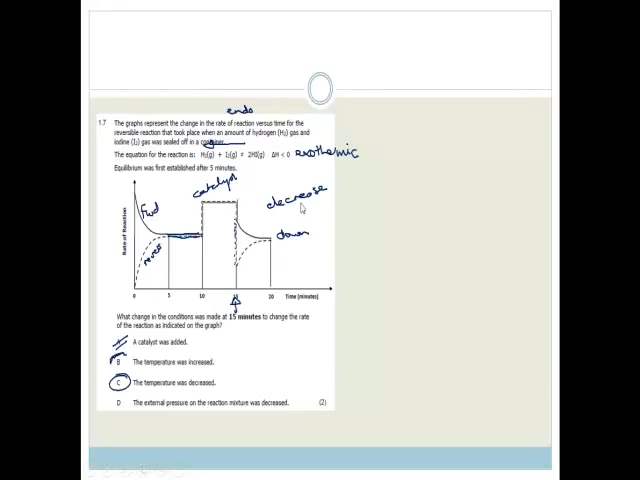 endo
1.7 The graphs represent the change in the rate of reaction versus time for the
reversible reaction that took place when an amount of hydrogen (H₂) gas and
iodine (I₂) gas was sealed off in a container.
The equation for the reaction is: H₂(g) + I₂(g) = 2HI(g) ΔH < 0 exothermic
Equilibrium was first established after 5 minutes.
catalyst
decrease
fwd
down
reverse
Rate of Reaction
0 5 10 15 20 Time (minutes)
What change in the conditions was made at 15 minutes to change the rate
of the reaction as indicated on the graph?
A catalyst was added.
B The temperature was increased.
C The temperature was decreased.
D The external pressure on the reaction mixture was decreased. (2)